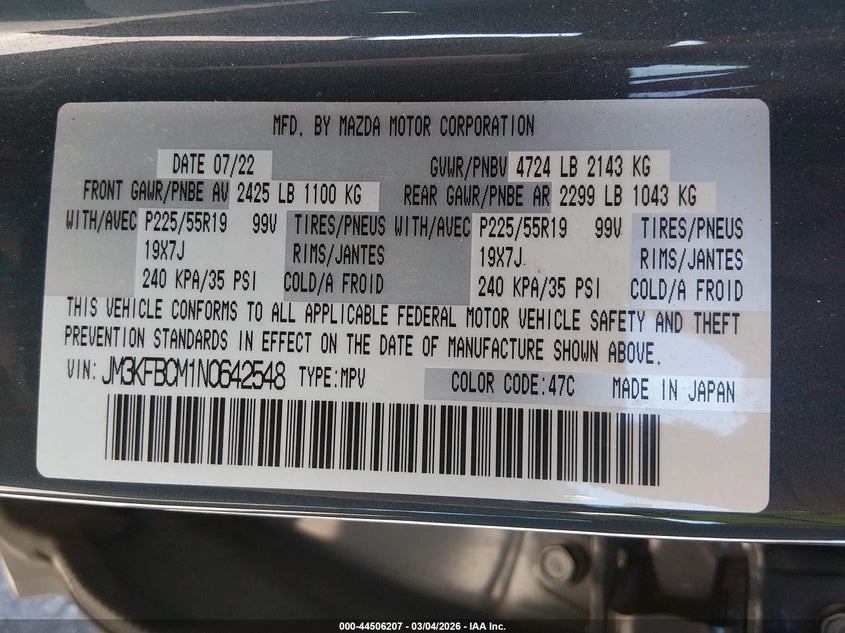 MFD. BY MAZDA MOTOR CORPORATION
DATE 07/22 GVWR/PNBV 4724 LB 2143 KG
FRONT GAWR/PNBE AV 2425 LB 1100 KG REAR GAWR/PNBE AR 2299 LB 1043 KG
WITH/AVEC P225/55R19 99V TIRES/PNEUS WITH/AVEC P225/55R19 99V TIRES/PNEUS
19X7J RIMS/JANTES 19X7J RIMS/JANTES
240 KPA/35 PSI COLD/A FROID 240 KPA/35 PSI COLD/A FROID
THIS VEHICLE CONFORMS TO ALL APPLICABLE FEDERAL MOTOR VEHICLE SAFETY AND THEFT
PREVENTION STANDARDS IN EFFECT ON THE DATE OF MANUFACTURE SHOWN ABOVE.
VIN: JM3KFBCM1N0642548 TYPE:MPV COLOR CODE:47C MADE IN JAPAN
000-44506207 - 03/04/2026 - IAA Inc.